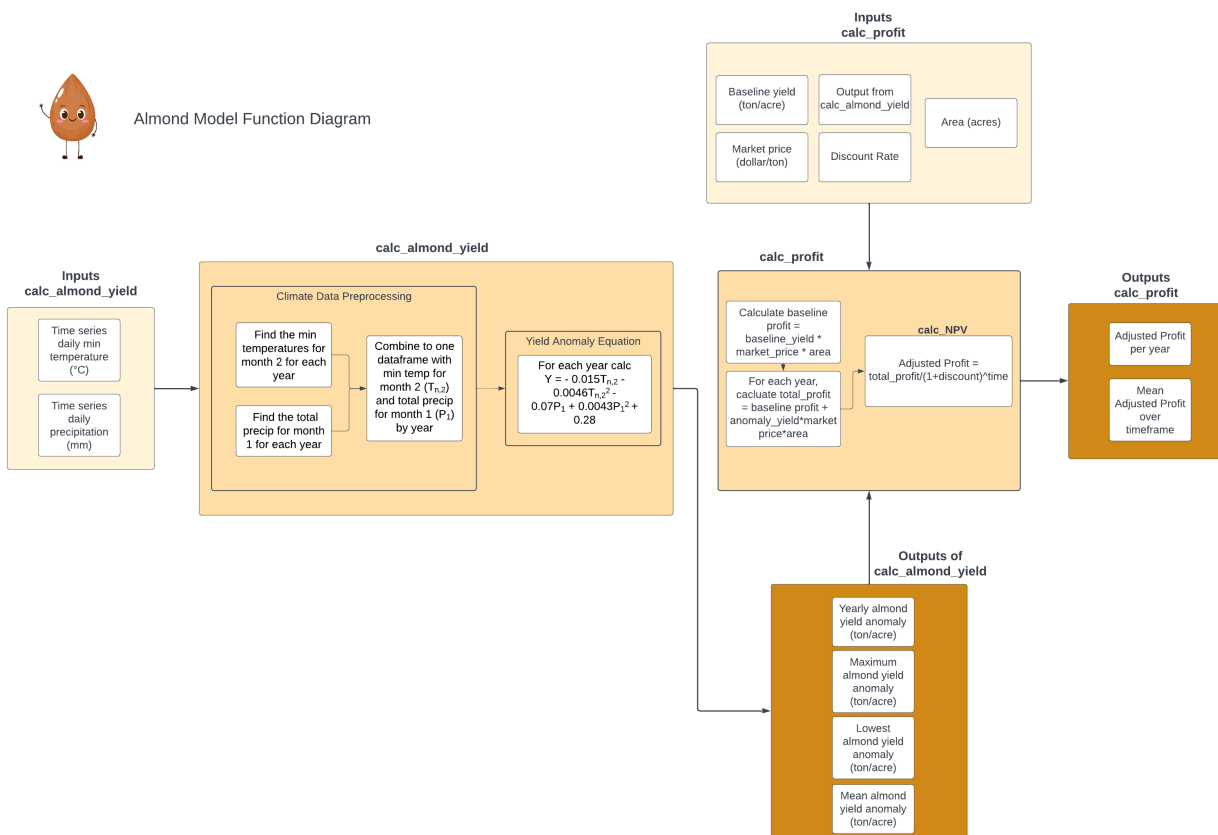 Almond Model Function Diagram
Inputs
calc_profit
Baseline yield
(ton/acre)
Output from
calc_almond_yield
Area (acres)
Market price
(dollar/ton)
Discount Rate
Inputs
calc_almond_yield
Time series
daily min
temperature
(°C)
Time series
daily
precipitation
(mm)
calc_almond_yield
Climate Data Preprocessing
Find the min
temperatures for
month 2 for each
year
Find the total
precip for month
1 for each year
Combine to one
dataframe with
min temp for
month 2 (Tₙ,₂)
and total precip
for month 1 (P₁)
by year
Yield Anomaly Equation
For each year calc
Y = - 0.015Tₙ,₂ -
0.0046Tₙ,₂² -
0.07P₁ + 0.0043P₁² +
0.28
calc_profit
Calculate baseline
profit =
baseline_yield *
market_price * area
For each year,
cacluate total_profit
= baseline profit +
anomaly_yield*market
price*area
calc_NPV
Adjusted Profit =
total_profit/(1+discount)^time
Outputs
calc_profit
Adjusted Profit
per year
Mean
Adjusted Profit
over
timeframe
Outputs of
calc_almond_yield
Yearly almond
yield anomaly
(ton/acre)
Maximum
almond yield
anomaly
(ton/acre)
Lowest
almond yield
anomaly
(ton/acre)
Mean almond
yield anomaly
(ton/acre)